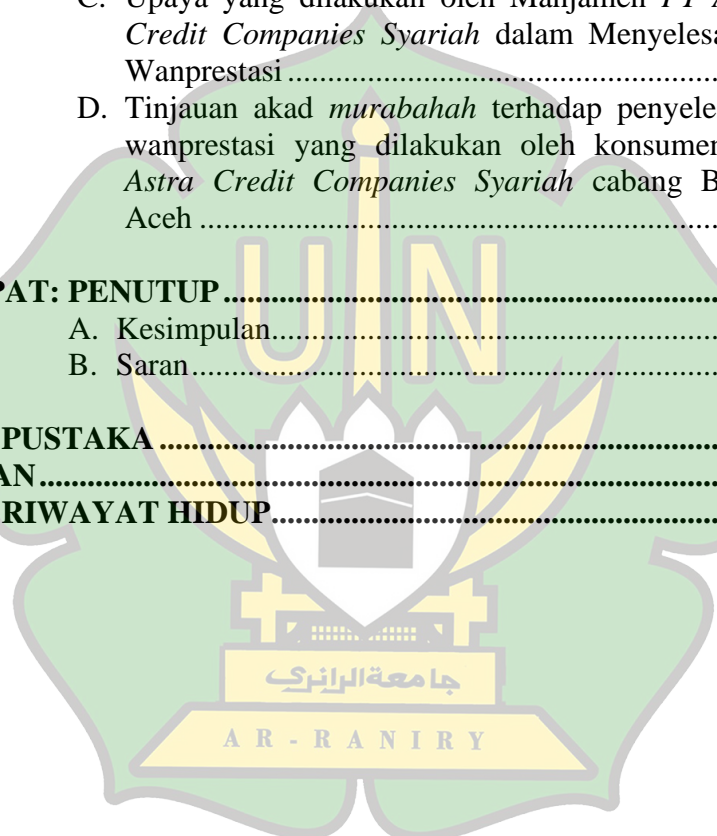 C. Upaya yang dilakukan oleh Manjamen PT A
Credit Companies Syariah dalam Menyelesa
Wanprestasi ................................................
D. Tinjauan akad murabahah terhadap penyele
wanprestasi yang dilakukan oleh konsumen
Astra Credit Companies Syariah cabang B
Aceh ................................................
PAT: PENUTUP ................................................
A. Kesimpulan................................................
B. Saran................................................
PUSTAKA ................................................
AN................................................
RIWAYAT HIDUP................................................
UIN
جامعةالرانري
AR-RANIRY